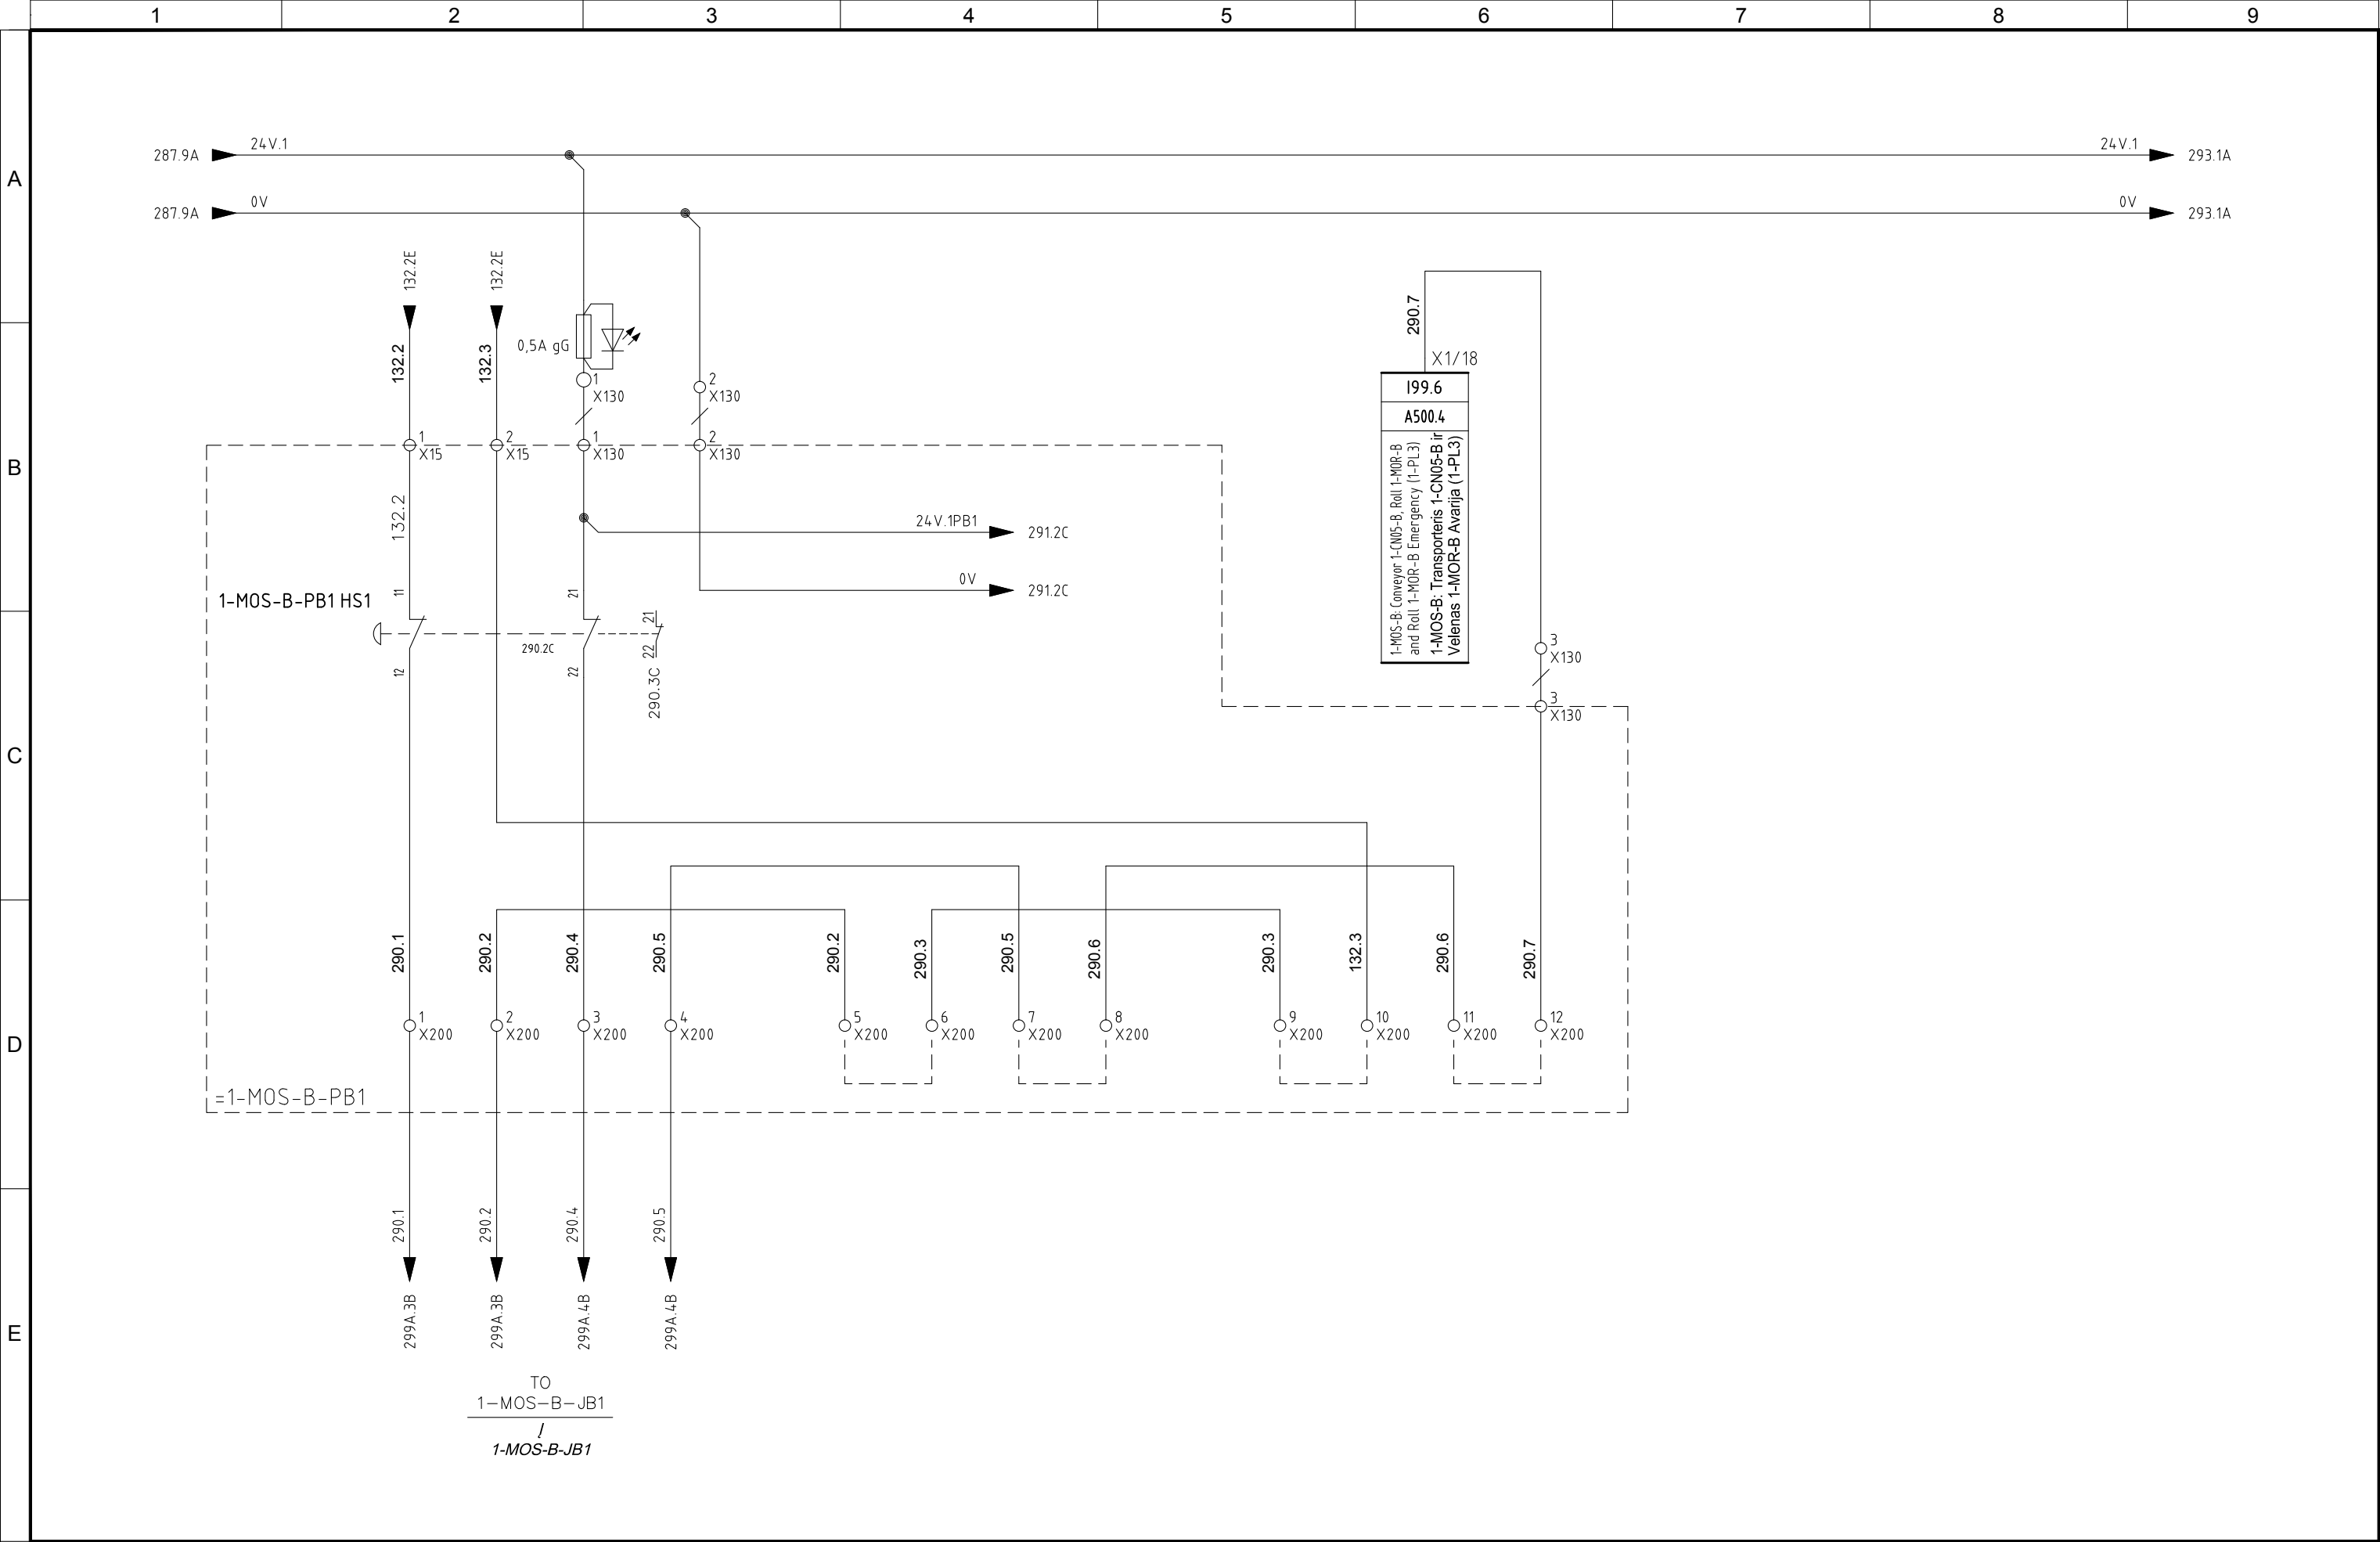 1 2 3 4 5 6 7 8 9
A
B
C
D
E
287.9A 24V.1 24V.1 293.1A
287.9A 0V 0V 293.1A
132.2E 132.2E
132.2 132.3
0,5A gG
1
X130
2
X130
290.7
X1/18
I99.6
A500.4
1-MOS-B: Conveyor 1-CN05-B, Roll 1-MOR-B
and Roll 1-MOR-B Emergency (1-PL3)
1-MOS-B: Transporteris 1-CN05-B ir
Velenas 1-MOR-B Avarija (1-PL3)
1
X15
2
X15
1
X130
2
X130
132.2
24V.1PB1 291.2C
0V 291.2C
1-MOS-B-PB1 HS1
11 21 21
290.2C
12 22 22
290.3C
3
X130
3
X130
290.1 290.2 290.4 290.5 290.2 290.3 290.5 290.6 290.3 132.3 290.6 290.7
1
X200
2
X200
3
X200
4
X200
5
X200
6
X200
7
X200
8
X200
9
X200
10
X200
11
X200
12
X200
=1-MOS-B-PB1
290.1 290.2 290.4 290.5
299A.3B 299A.3B 299A.4B 299A.4B
TO
1-MOS-B-JB1
Į
1-MOS-B-JB1